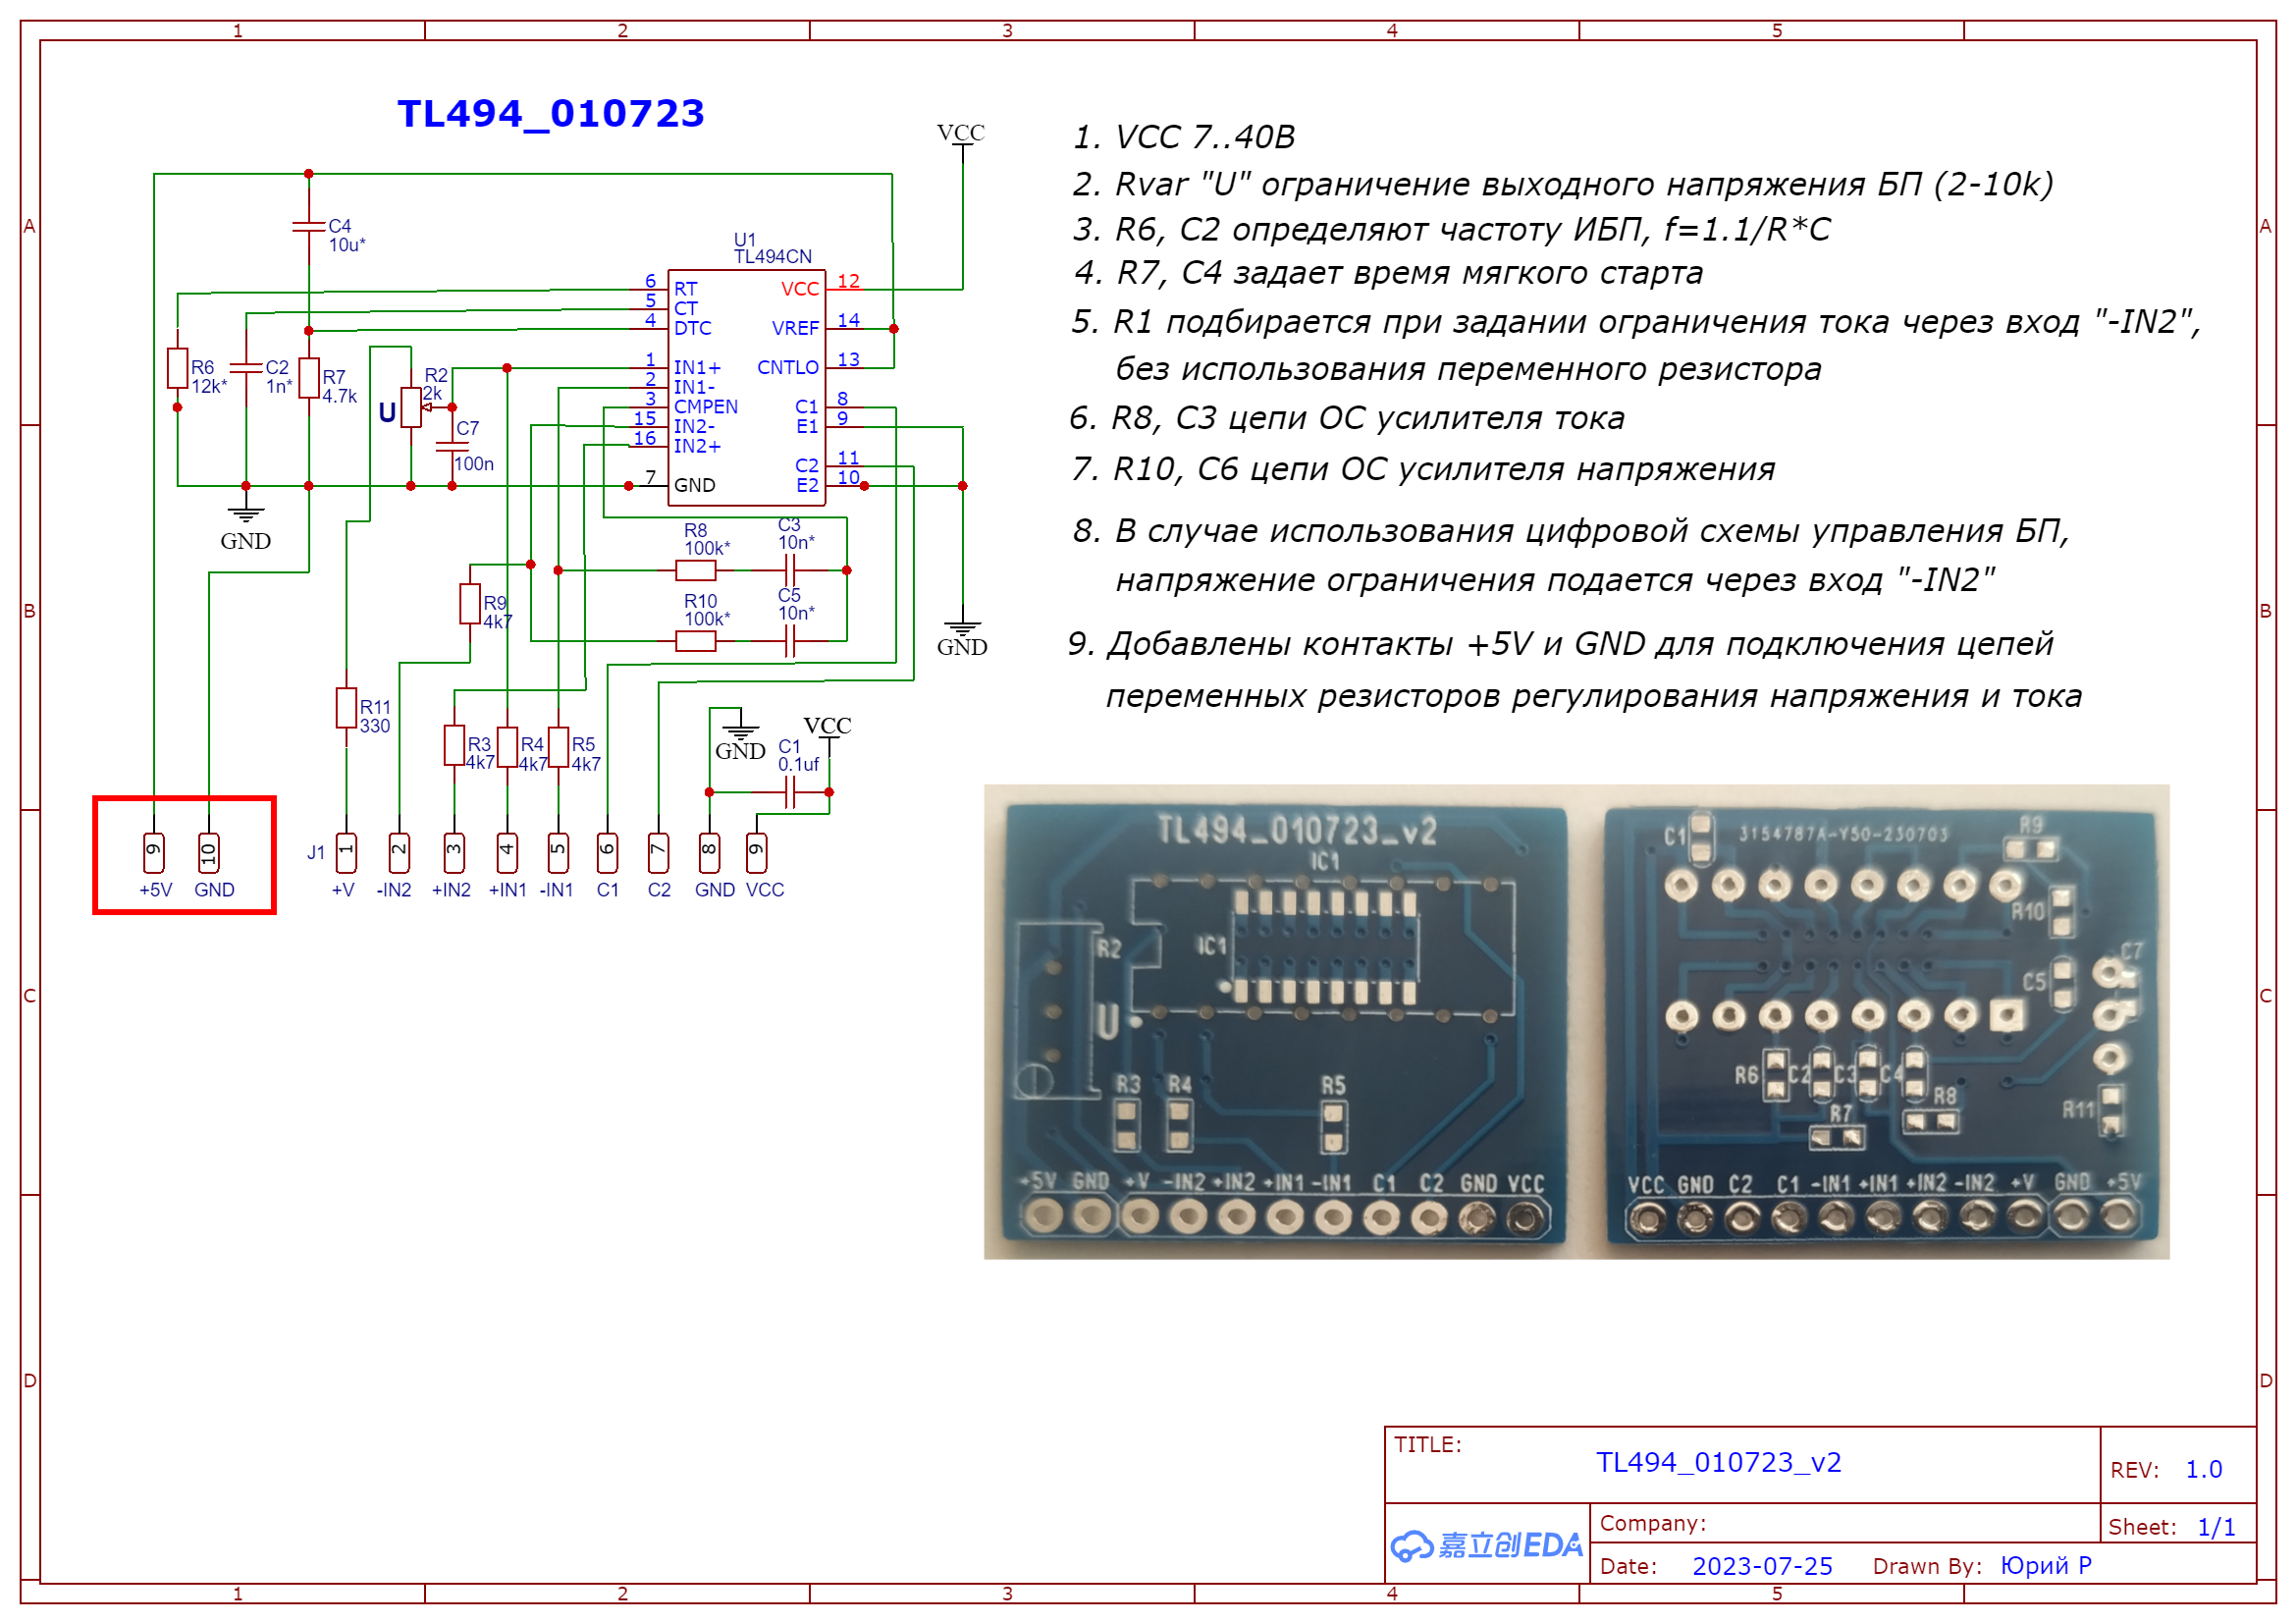 1
2
3
4
5
TL494_010723
VCC
1. VCC 7..40В
2. Rvar "U" ограничение выходного напряжения БП (2-10k)
3. R6, C2 определяют частоту ИБП, f=1.1/R*C
4. R7, C4 задает время мягкого старта
5. R1 подбирается при задании ограничения тока через вход "-IN2",
без использования переменного резистора
6. R8, C3 цепи ОС усилителя тока
7. R10, C6 цепи ОС усилителя напряжения
8. В случае использования цифровой схемы управления БП,
напряжение ограничения подается через вход "-IN2"
9. Добавлены контакты +5V и GND для подключения цепей
переменных резисторов регулирования напряжения и тока
A
A
C4
10u*
U1
TL494CN
6 RT VCC 12
5 CT
4 DTC VREF 14
1 IN1+ CNTLO 13
2 IN1-
3 CMPEN C1 8
15 IN2- E1 9
16 IN2+
C2 11
7 GND E2 10
R6
12k*
C2
1n*
R7
4.7k
R2
2k
U
C7
100n
GND
R8
100k*
C3
10n*
R10
100k*
C5
10n*
B
B
R9
4k7
GND
R11
330
R3
4k7
R4
4k7
R5
4k7
GND
VCC
C1
0.1uf
9 10 J1 1 2 3 4 5 6 7 8 9
+5V GND +V -IN2 +IN2 +IN1 -IN1 C1 C2 GND VCC
TL494_010723_v2
IC1
IC1
R2
U
R3 R4 R5
+5V GND +V -IN2 +IN2 +IN1 -IN1 C1 C2 GND VCC
C1 3154787A-Y50-230703 R9
R10
C7
C5
R6 C2 C3 C4
R7 R8
R11
VCC GND C2 C1 -IN1 +IN1 +IN2 -IN2 +V GND +5V
C
C
D
D
TITLE:
TL494_010723_v2
REV: 1.0
嘉立创EDA
Company:
Sheet: 1/1
Date: 2023-07-25 Drawn By: Юрий Р
1
2
3
4
5